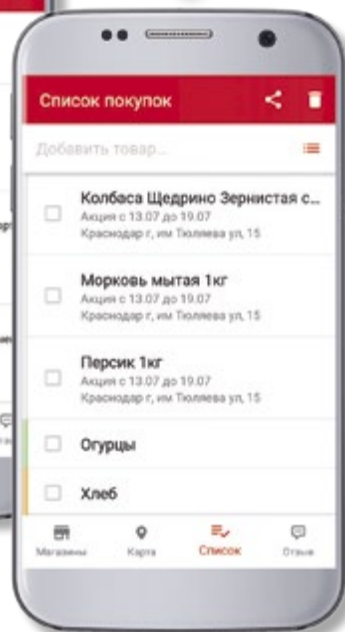 Список покупок
Добавить товар...
Колбаса Щедрино Зернистая с...
Акция с 13.07 до 19.07
Краснодар г, им Тюляева ул, 15
Морковь мытая 1кг
Акция с 13.07 до 19.07
Краснодар г, им Тюляева ул, 15
Персик 1кг
Акция с 13.07 до 19.07
Краснодар г, им Тюляева ул, 15
Огурцы
Хлеб
Магазины Карта Список Отзыв